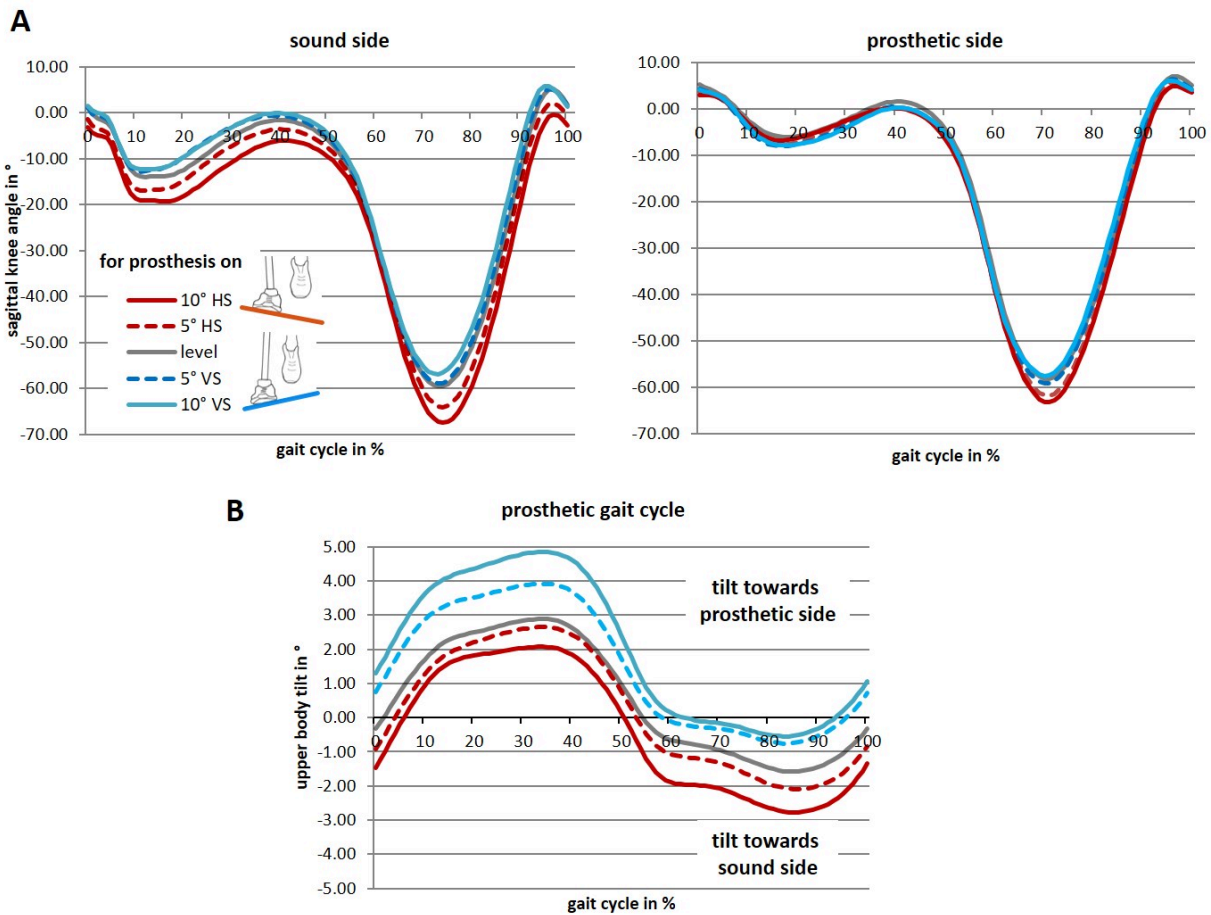 A
sound side
prosthetic side
sagittal knee angle in °
10.00
0.00
-10.00
-20.00
-30.00
-40.00
-50.00
-60.00
-70.00
0 10 20 30 40 50 60 70 80 90 100
for prosthesis on
10° HS
5° HS
level
5° VS
10° VS
gait cycle in %
10.00
0.00
-10.00
-20.00
-30.00
-40.00
-50.00
-60.00
-70.00
0 10 20 30 40 50 60 70 80 90 100
gait cycle in %
B
prosthetic gait cycle
upper body tilt in °
5.00
4.00
3.00
2.00
1.00
0.00
-1.00
-2.00
-3.00
-4.00
-5.00
0 10 20 30 40 50 60 70 80 90 100
tilt towards
prosthetic side
tilt towards
sound side
gait cycle in %